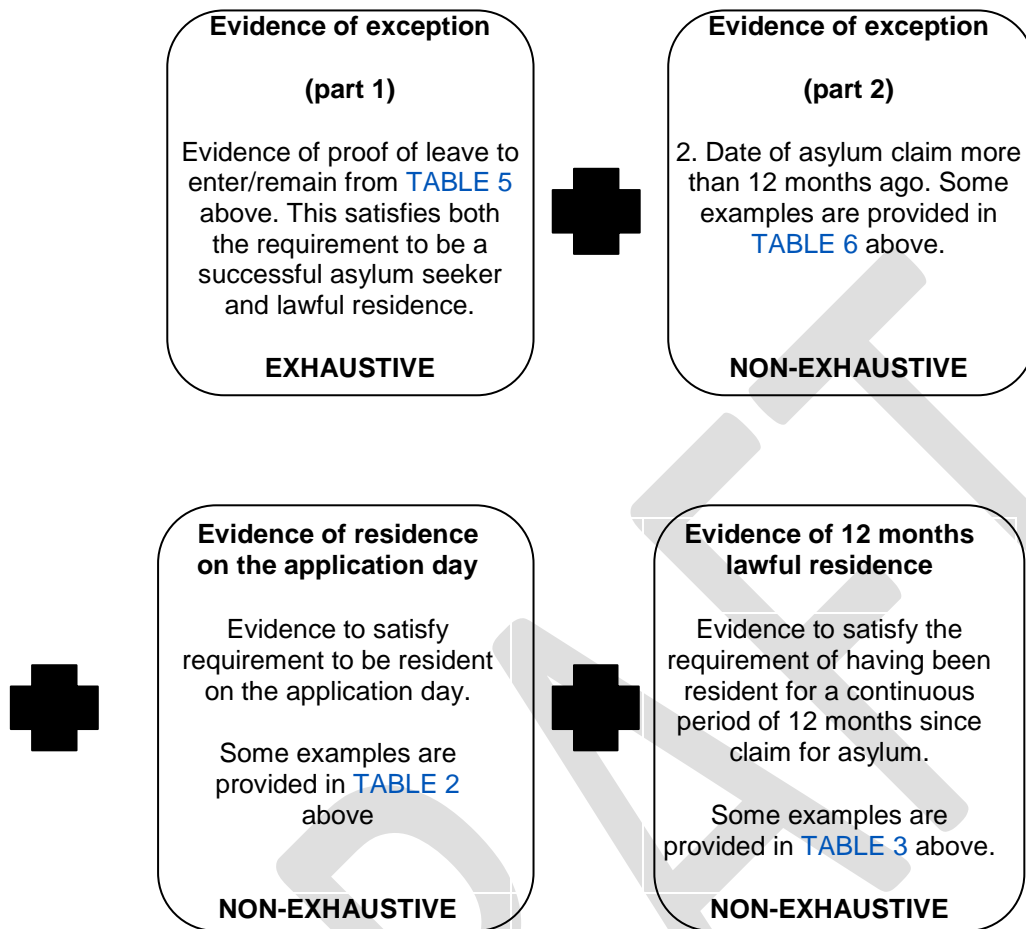 Evidence of exception
(part 1)
Evidence of proof of leave to
enter/remain from TABLE 5
above. This satisfies both
the requirement to be a
successful asylum seeker
and lawful residence.
EXHAUSTIVE
Evidence of exception
(part 2)
2. Date of asylum claim more
than 12 months ago. Some
examples are provided in
TABLE 6 above.
NON-EXHAUSTIVE
Evidence of residence
on the application day
Evidence to satisfy
requirement to be resident
on the application day.
Some examples are
provided in TABLE 2
above
NON-EXHAUSTIVE
Evidence of 12 months
lawful residence
Evidence to satisfy the
requirement of having been
resident for a continuous
period of 12 months since
claim for asylum.
Some examples are
provided in TABLE 3 above.
NON-EXHAUSTIVE
DRAFT